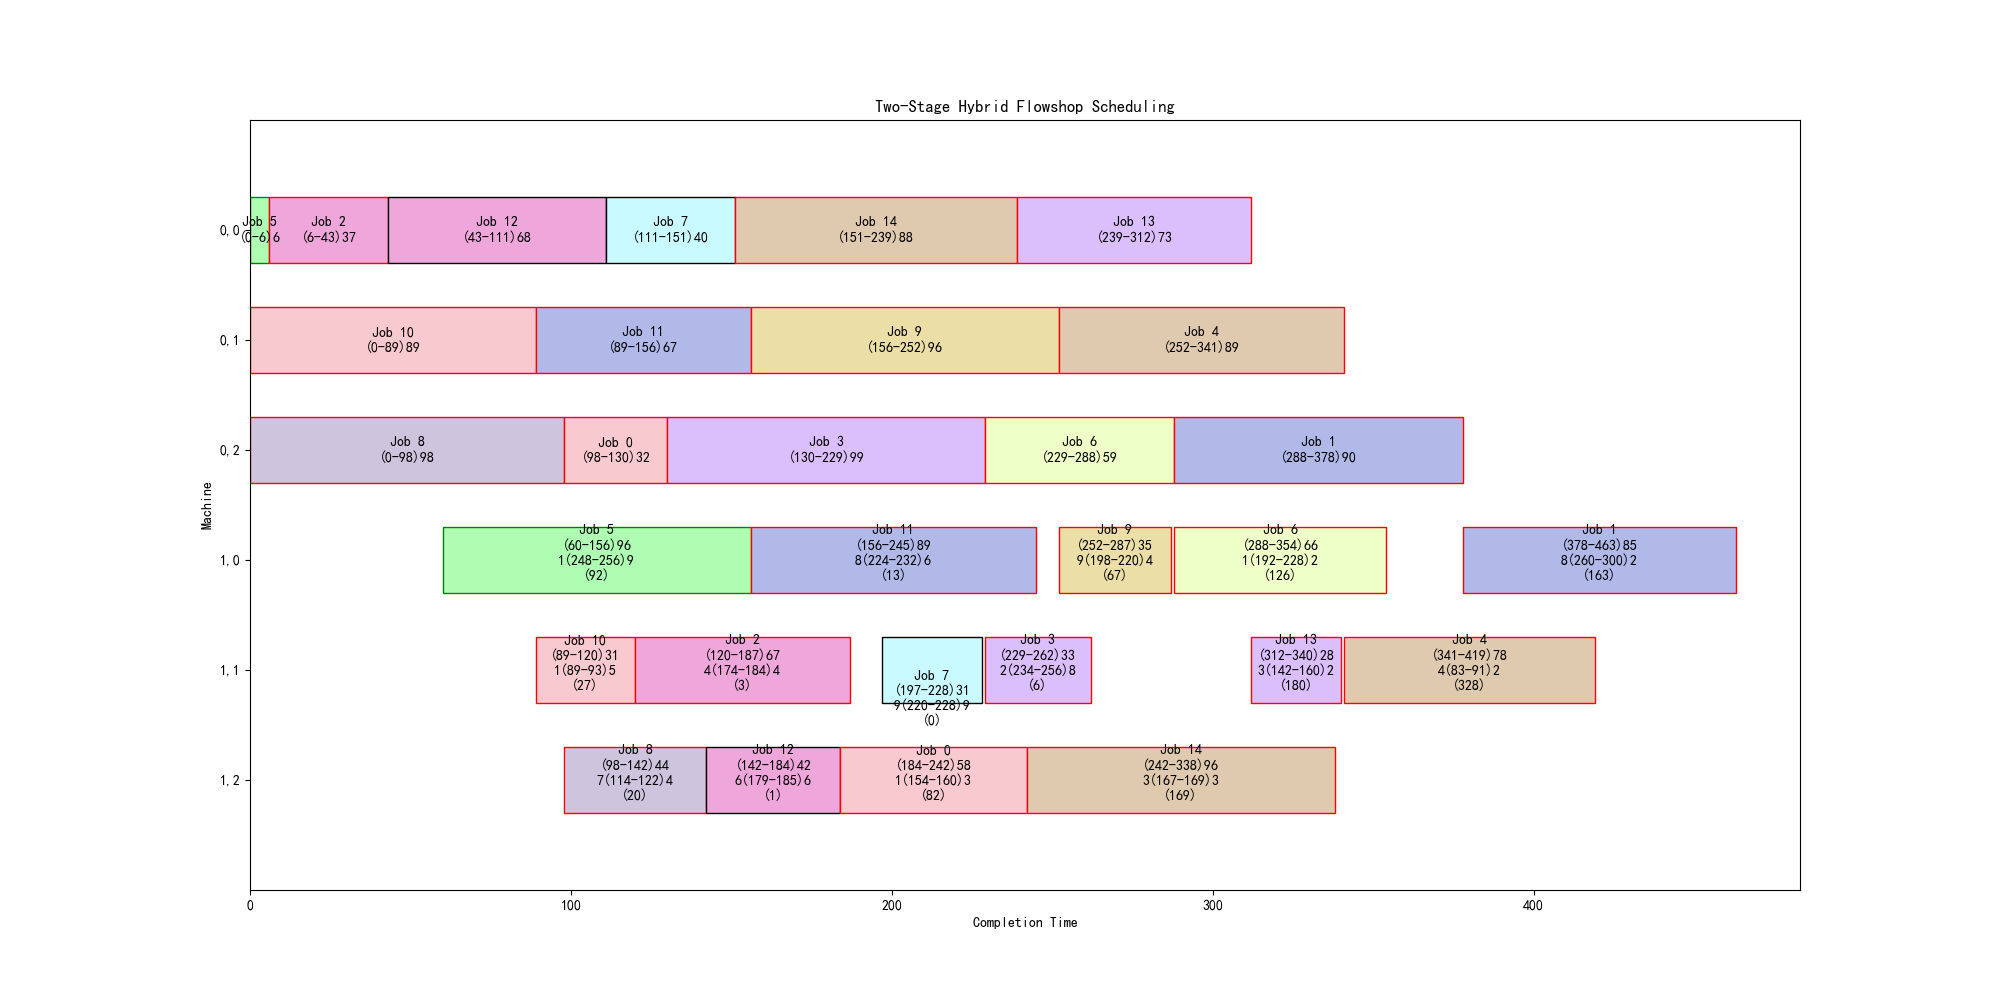 Two-Stage Hybrid Flowshop Scheduling
0,0
Job 5
(0-6)6
Job 2
(6-43)37
Job 12
(43-111)68
Job 7
(111-151)40
Job 14
(151-239)88
Job 13
(239-312)73
0,1
Job 10
(0-89)89
Job 11
(89-156)67
Job 9
(156-252)96
Job 4
(252-341)89
0,2
Job 8
(0-98)98
Job 0
(98-130)32
Job 3
(130-229)99
Job 6
(229-288)59
Job 1
(288-378)90
Machine
1,0
Job 5
(60-156)96
1(248-256)9
(92)
Job 11
(156-245)89
8(224-232)6
(13)
Job 9
(252-287)35
9(198-220)4
(67)
Job 6
(288-354)66
1(192-228)2
(126)
Job 1
(378-463)85
8(260-300)2
(163)
1,1
Job 10
(89-120)31
1(89-93)5
(27)
Job 2
(120-187)67
4(174-184)4
(3)
Job 7
(197-228)31
9(220-228)9
(0)
Job 3
(229-262)33
2(234-256)8
(6)
Job 13
(312-340)28
3(142-160)2
(180)
Job 4
(341-419)78
4(83-91)2
(328)
1,2
Job 8
(98-142)44
7(114-122)4
(20)
Job 12
(142-184)42
6(179-185)6
(1)
Job 0
(184-242)58
1(154-160)3
(82)
Job 14
(242-338)96
3(167-169)3
(169)
0
100
200
300
400
Completion Time